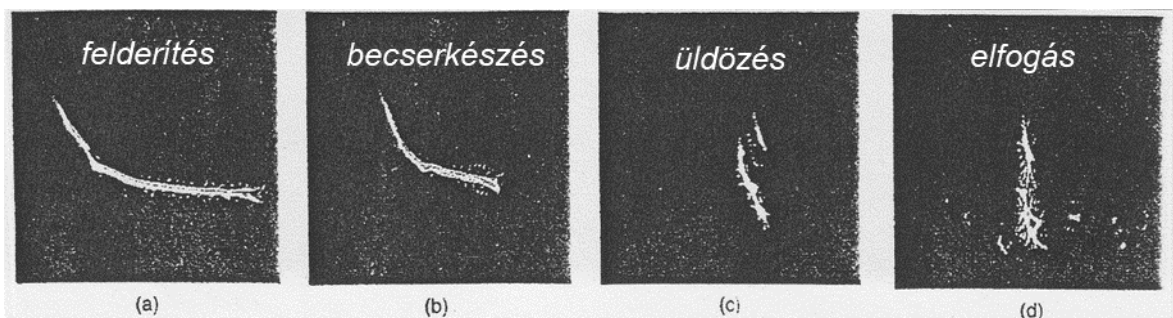 felderítés
becserkészés
üldözés
elfogás
(a)
(b)
(c)
(d)